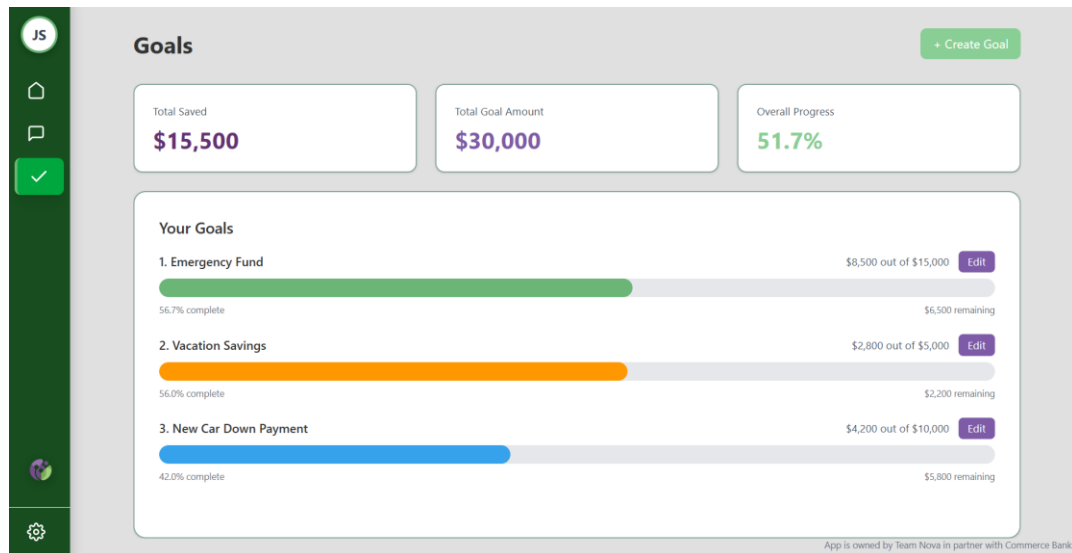 JS
Goals
+ Create Goal
Total Saved
$15,500
Total Goal Amount
$30,000
Overall Progress
51.7%
Your Goals
1. Emergency Fund
$8,500 out of $15,000 Edit
56.7% complete
$6,500 remaining
2. Vacation Savings
$2,800 out of $5,000 Edit
56.0% complete
$2,200 remaining
3. New Car Down Payment
$4,200 out of $10,000 Edit
42.0% complete
$5,800 remaining
App is owned by Team Nova in partner with Commerce Bank